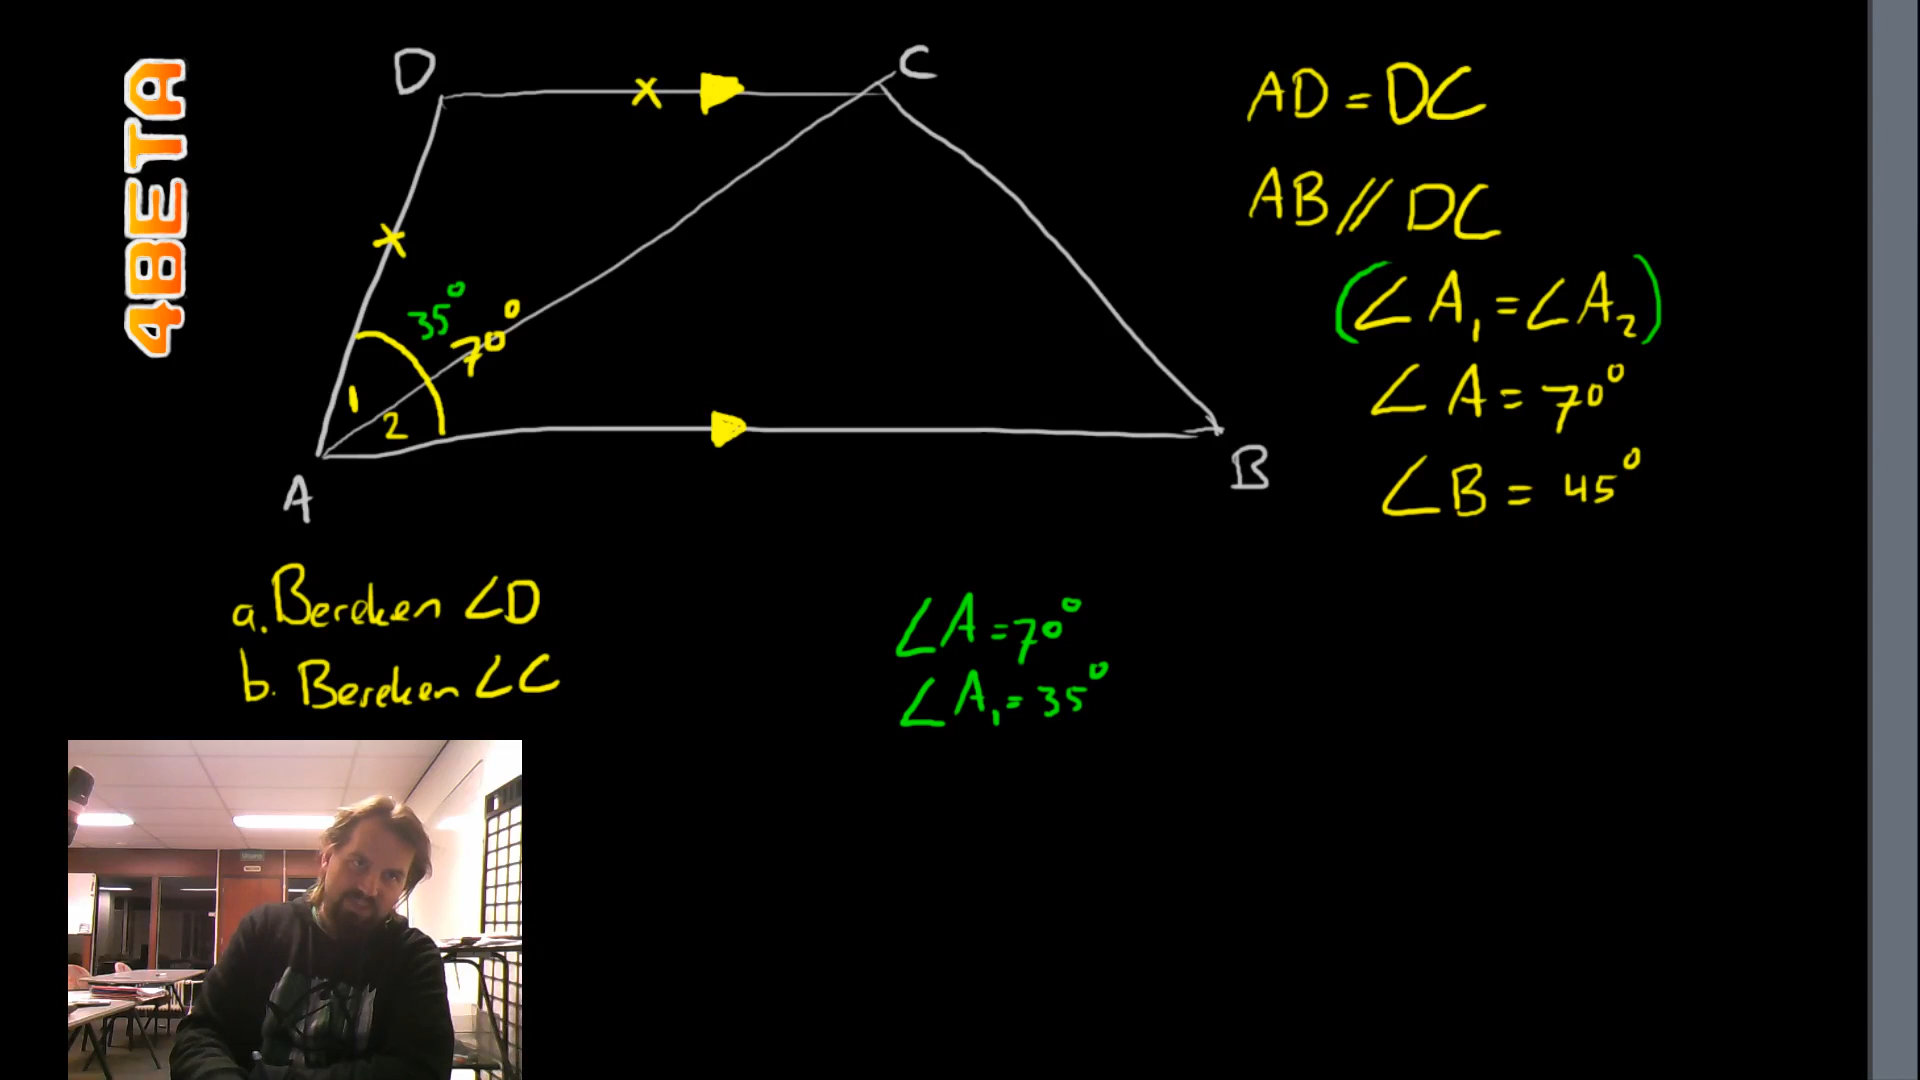 4BETA
D
C
AD = DC
AB // DC
(∠A₁ = ∠A₂)
35°
70°
∠A = 70°
1
2
∠B = 45°
A
B
a. Bereken ∠D
b. Bereken ∠C
∠A = 70°
∠A₁ = 35°